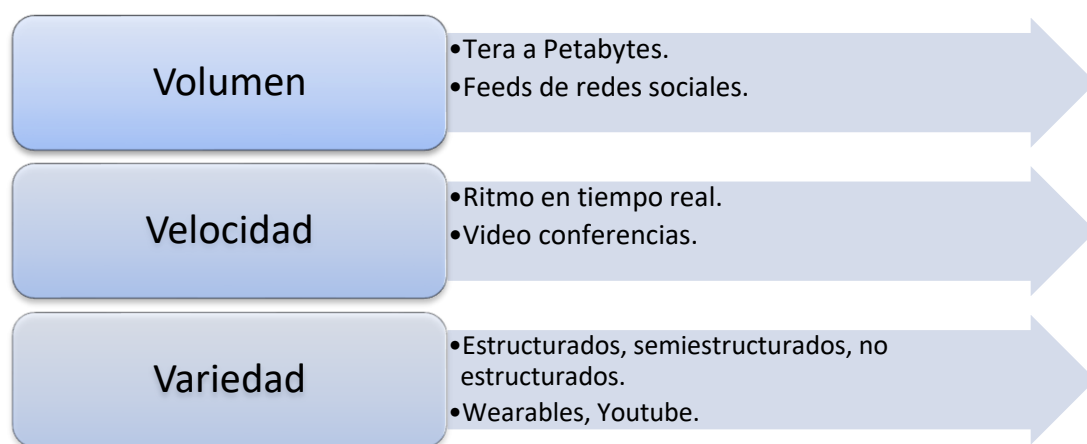 Volumen
•Tera a Petabytes.
•Feeds de redes sociales.
Velocidad
•Ritmo en tiempo real.
•Video conferencias.
Variedad
•Estructurados, semiestructurados, no
estructurados.
•Wearables, Youtube.